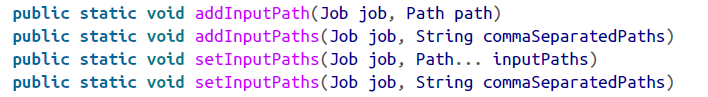 public static void addInputPath(Job job, Path path)
public static void addInputPaths(Job job, String commaSeparatedPaths)
public static void setInputPaths(Job job, Path... inputPaths)
public static void setInputPaths(Job job, String commaSeparatedPaths)